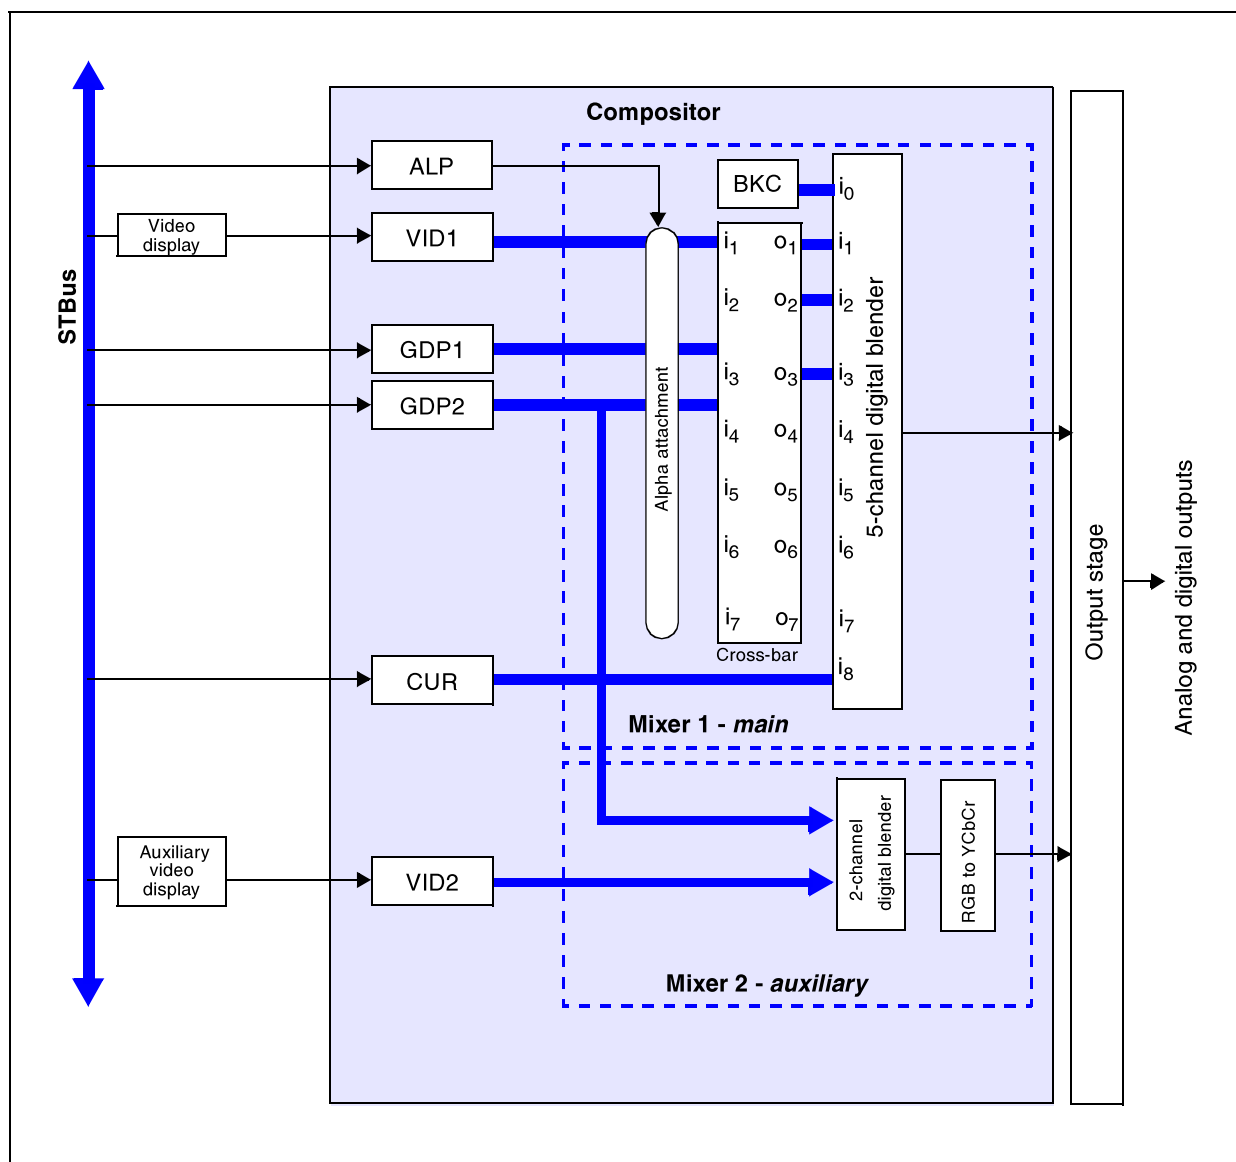 Compositor
ALP
BKC
i0
Video
display
VID1
i1 o1 i1
i2 o2 i2
STBus
GDP1
i3 o3 i3
GDP2
i4 o4 i4
Alpha attachment
i5 o5 i5
5-channel digital blender
i6 o6 i6
i7 o7 i7
Cross-bar
CUR
i8
Mixer 1 - main
Output stage
Analog and digital outputs
Auxiliary
video
display
VID2
2-channel
digital blender
RGB to YCbCr
Mixer 2 - auxiliary